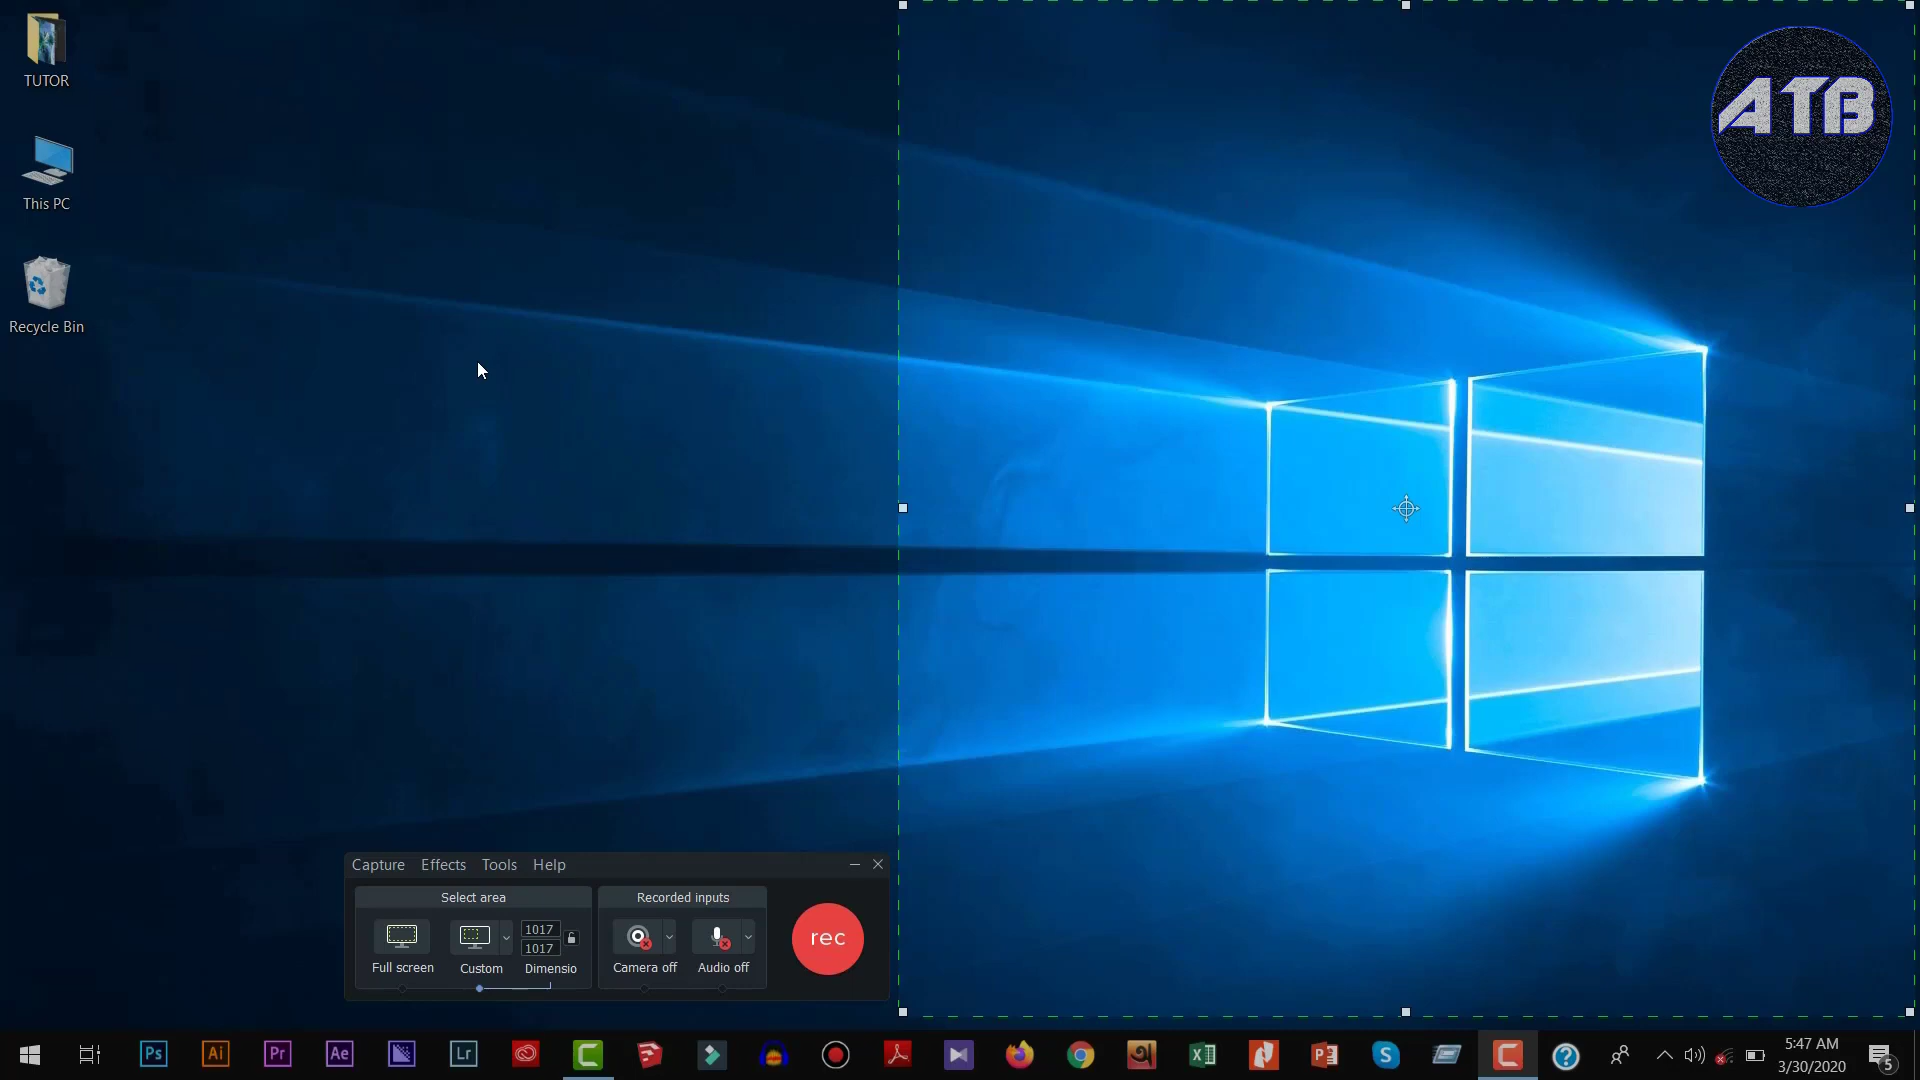 TUTOR
ATB
This PC
Recycle Bin
Capture Effects Tools Help
Select area
Recorded inputs
1017
1017
rec
Full screen
Custom
Dimensio
Camera off
Audio off
Ps Ai Pr Ae Lr
5:47 AM
3/30/2020
5